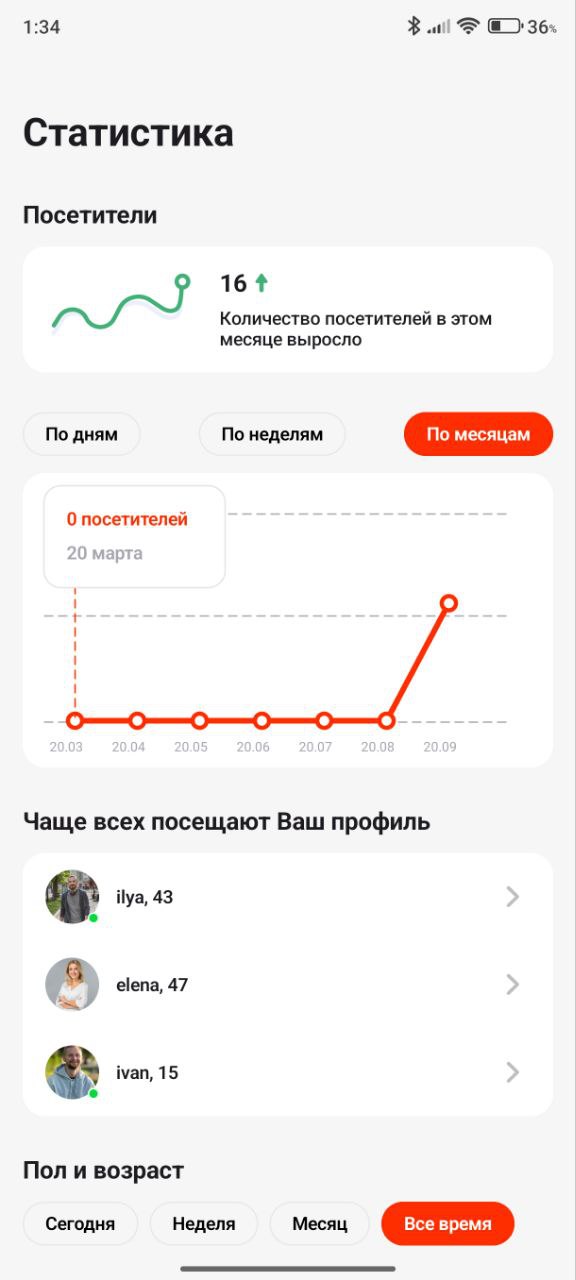 1:34
36%
Статистика
Посетители
16
Количество посетителей в этом
месяце выросло
По дням
По неделям
По месяцам
0 посетителей
20 марта
20.03 20.04 20.05 20.06 20.07 20.08 20.09
Чаще всех посещают Ваш профиль
ilya, 43
elena, 47
ivan, 15
Пол и возраст
Сегодня
Неделя
Месяц
Все время